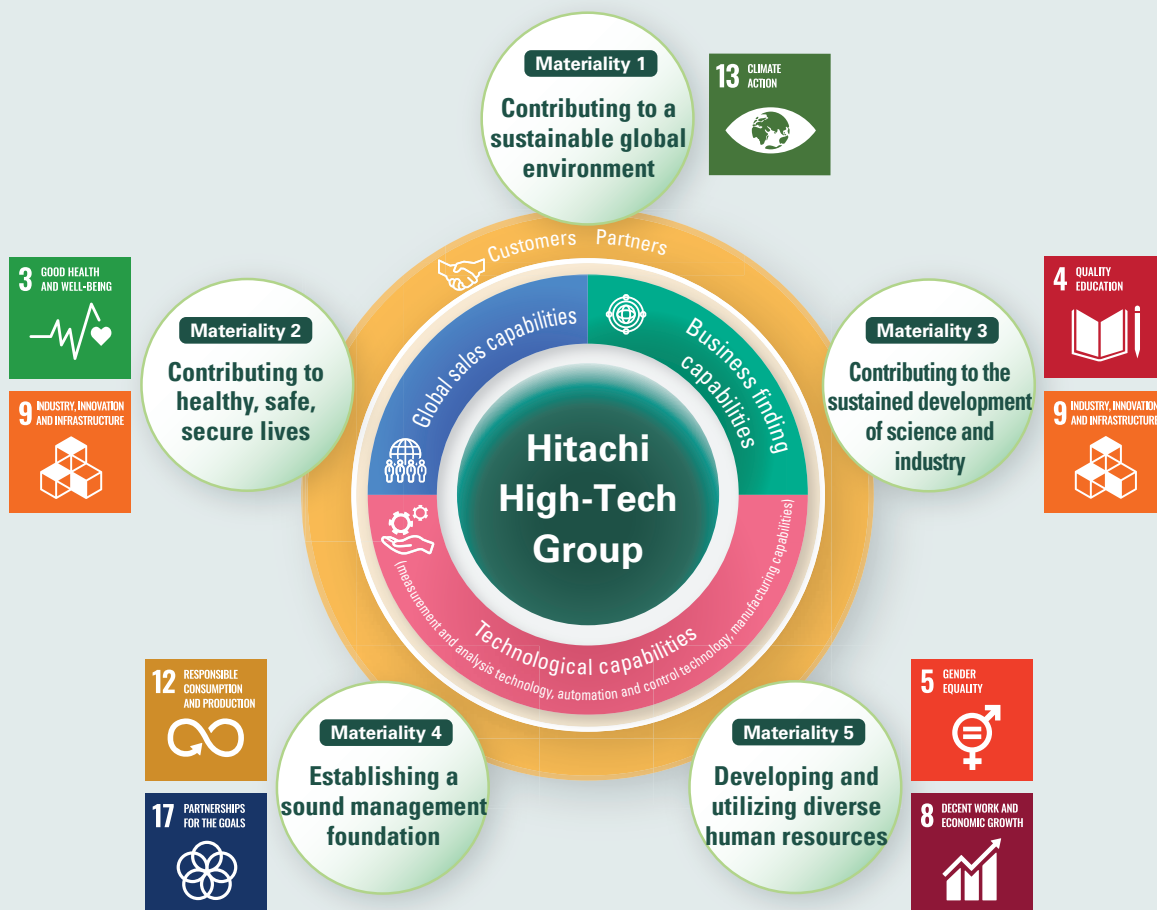 Materiality 1
Contributing to a
sustainable global
environment
13 CLIMATE
ACTION
Customers Partners
3 GOOD HEALTH
AND WELL-BEING
9 INDUSTRY, INNOVATION
AND INFRASTRUCTURE
Materiality 2
Contributing to
healthy, safe,
secure lives
Global sales capabilities
Business finding
capabilities
Materiality 3
Contributing to the
sustained development
of science and
industry
4 QUALITY
EDUCATION
9 INDUSTRY, INNOVATION
AND INFRASTRUCTURE
Hitachi
High-Tech
Group
Technological capabilities
(measurement and analysis technology, automation and control technology, manufacturing capabilities)
12 RESPONSIBLE
CONSUMPTION
AND PRODUCTION
17 PARTNERSHIPS
FOR THE GOALS
Materiality 4
Establishing a
sound management
foundation
Materiality 5
Developing and
utilizing diverse
human resources
5 GENDER
EQUALITY
8 DECENT WORK AND
ECONOMIC GROWTH